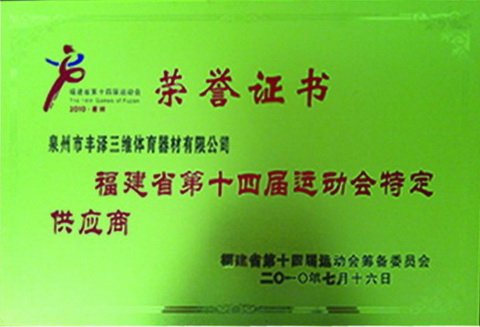 福建省第十四届运动会
The 14th Games of Fujian
2010·泉州
荣誉证书
泉州市丰泽三维体育器材有限公司
福建省第十四届运动会特定
供应商
福建省第十四届运动会筹备委员会
二〇一〇年七月十六日